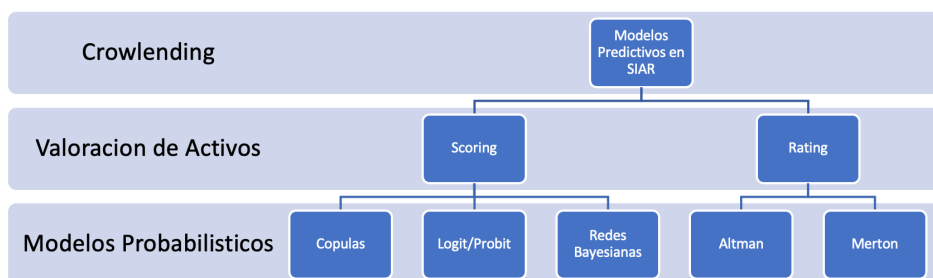 Crowlending
Modelos
Predictivos en
SIAR
Valoracion de Activos
Scoring
Rating
Modelos Probabilisticos
Copulas
Logit/Probit
Redes
Bayesianas
Altman
Merton